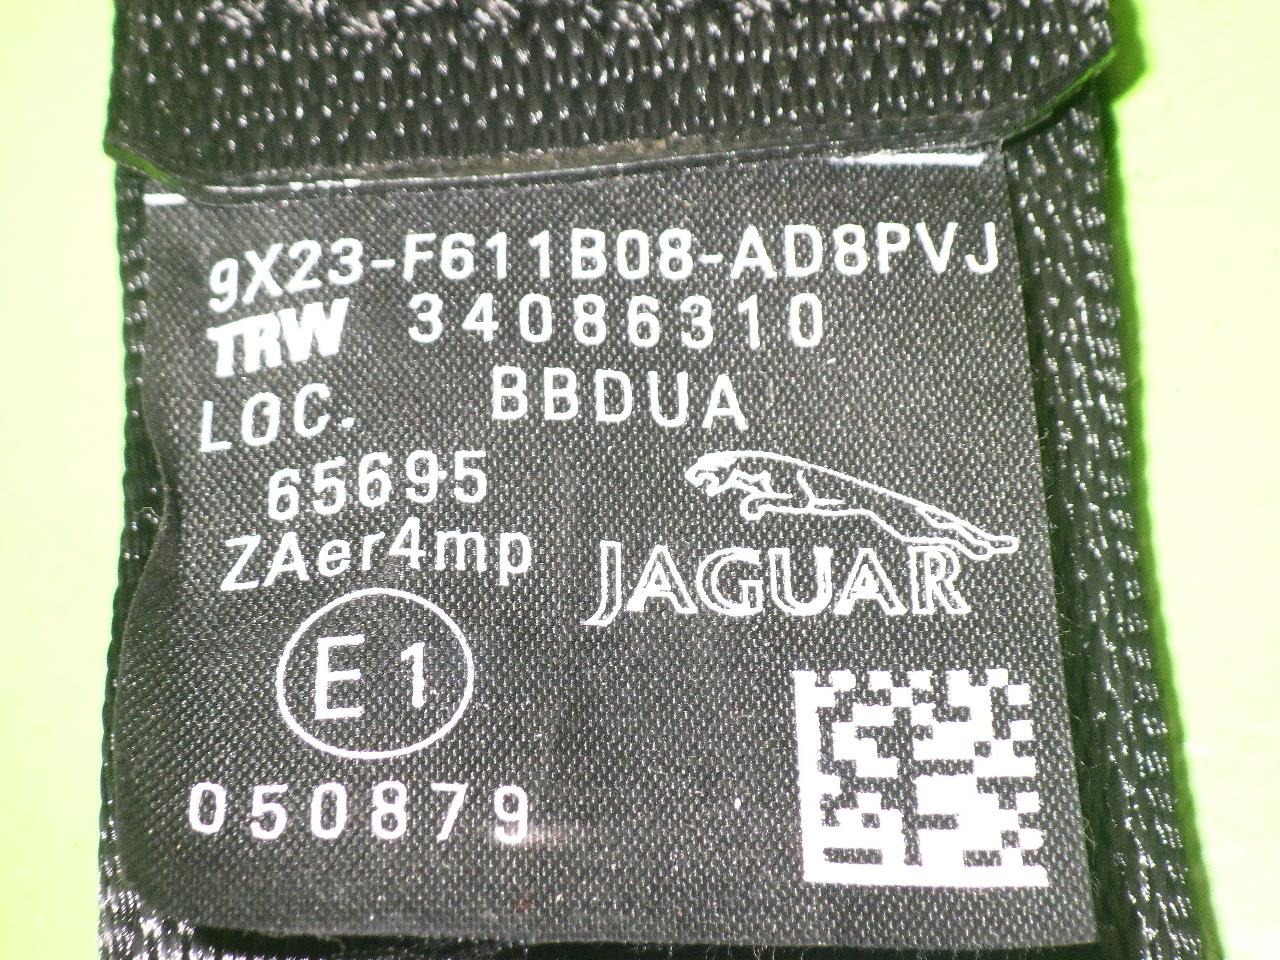 9X23-F611B08-AD8PVJ
TRW 34086310
LOC. BBDUA
65695
ZAer4mp
JAGUAR
E1
050879